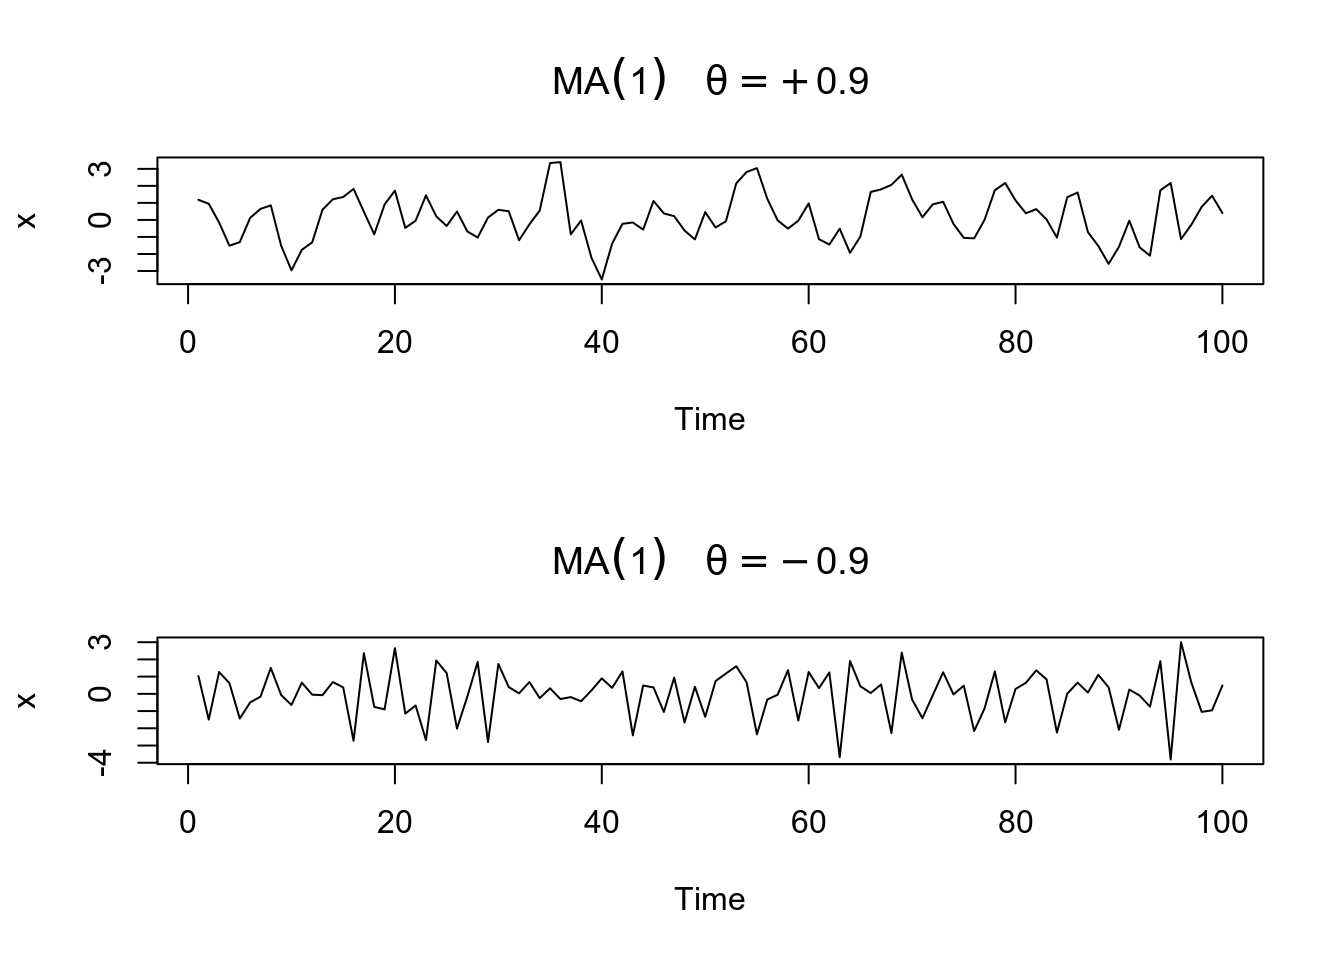 MA(1) θ = + 0.9
x
3
0
-3
0 20 40 60 80 100
Time
MA(1) θ = − 0.9
x
3
0
-4
0 20 40 60 80 100
Time